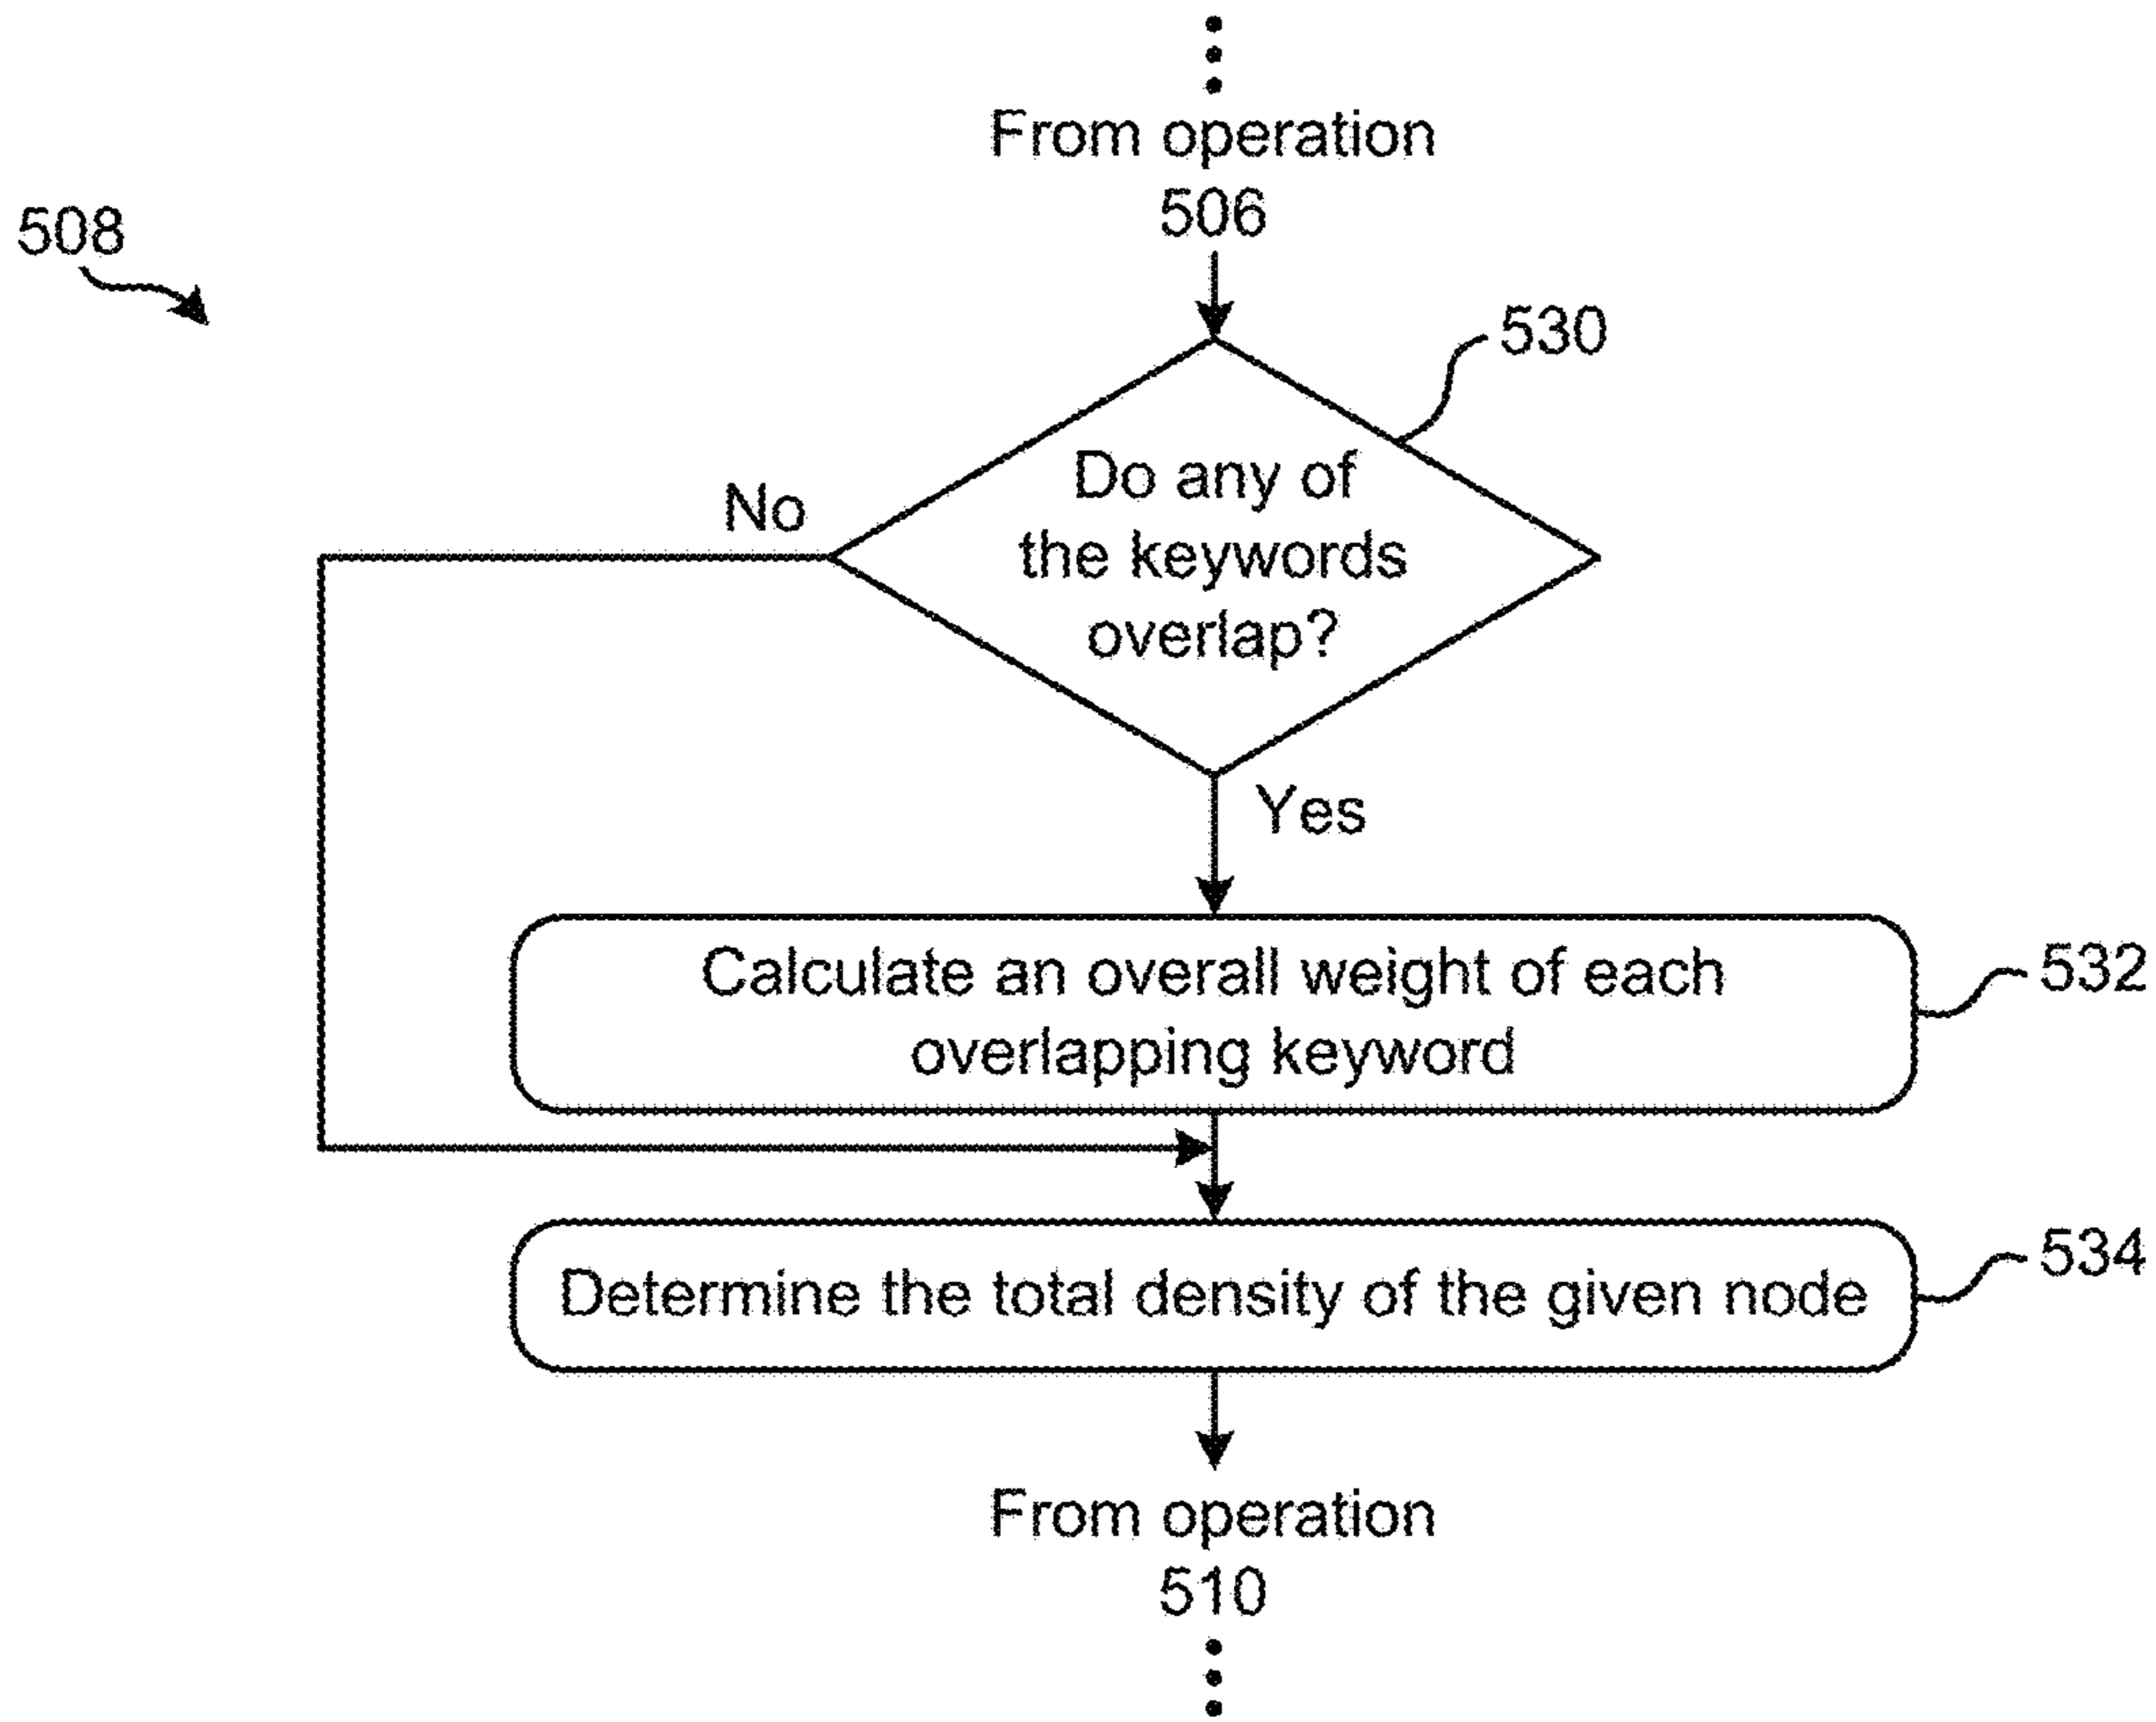 From operation
506
508
530
Do any of
the keywords
overlap?
No
Yes
Calculate an overall weight of each
overlapping keyword
532
Determine the total density of the given node
534
From operation
510